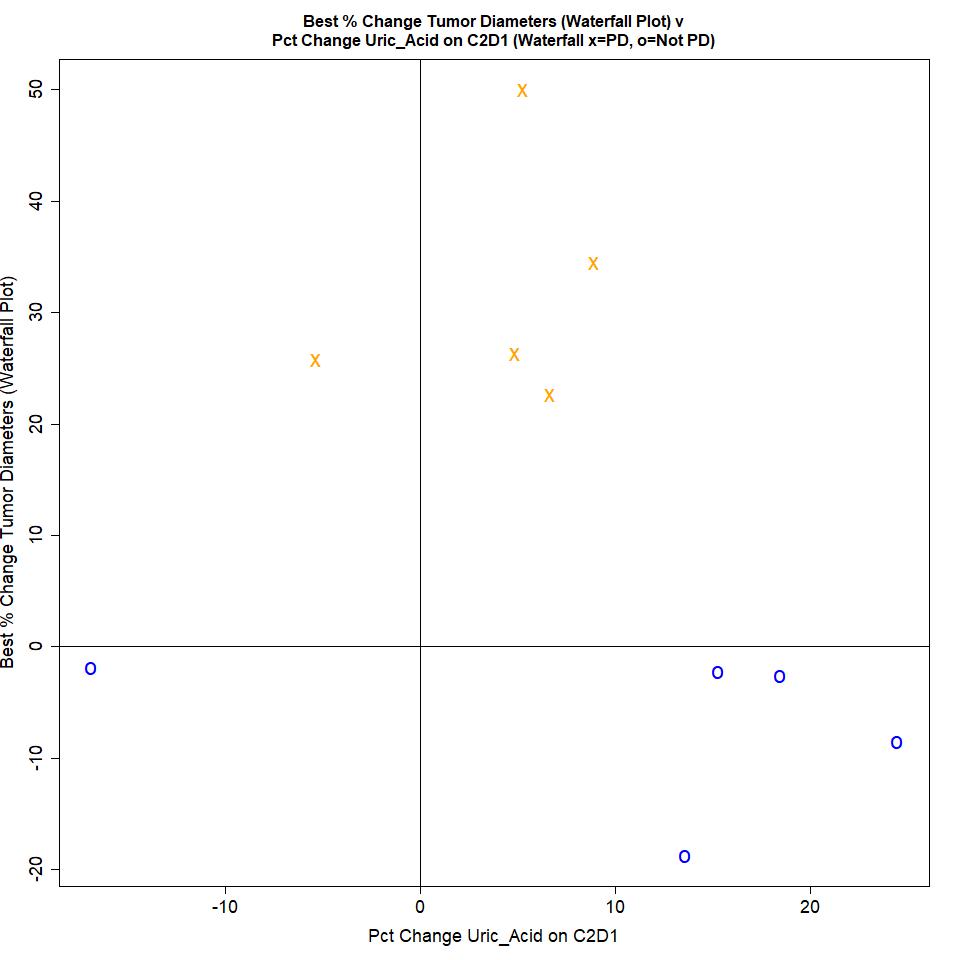 Best % Change Tumor Diameters (Waterfall Plot) v
Pct Change Uric_Acid on C2D1 (Waterfall x=PD, o=Not PD)
Best % Change Tumor Diameters (Waterfall Plot)
50
40
30
20
10
0
-10
-20
X
X
X
X
X
O
O
O
O
O
-10
0
10
20
Pct Change Uric_Acid on C2D1